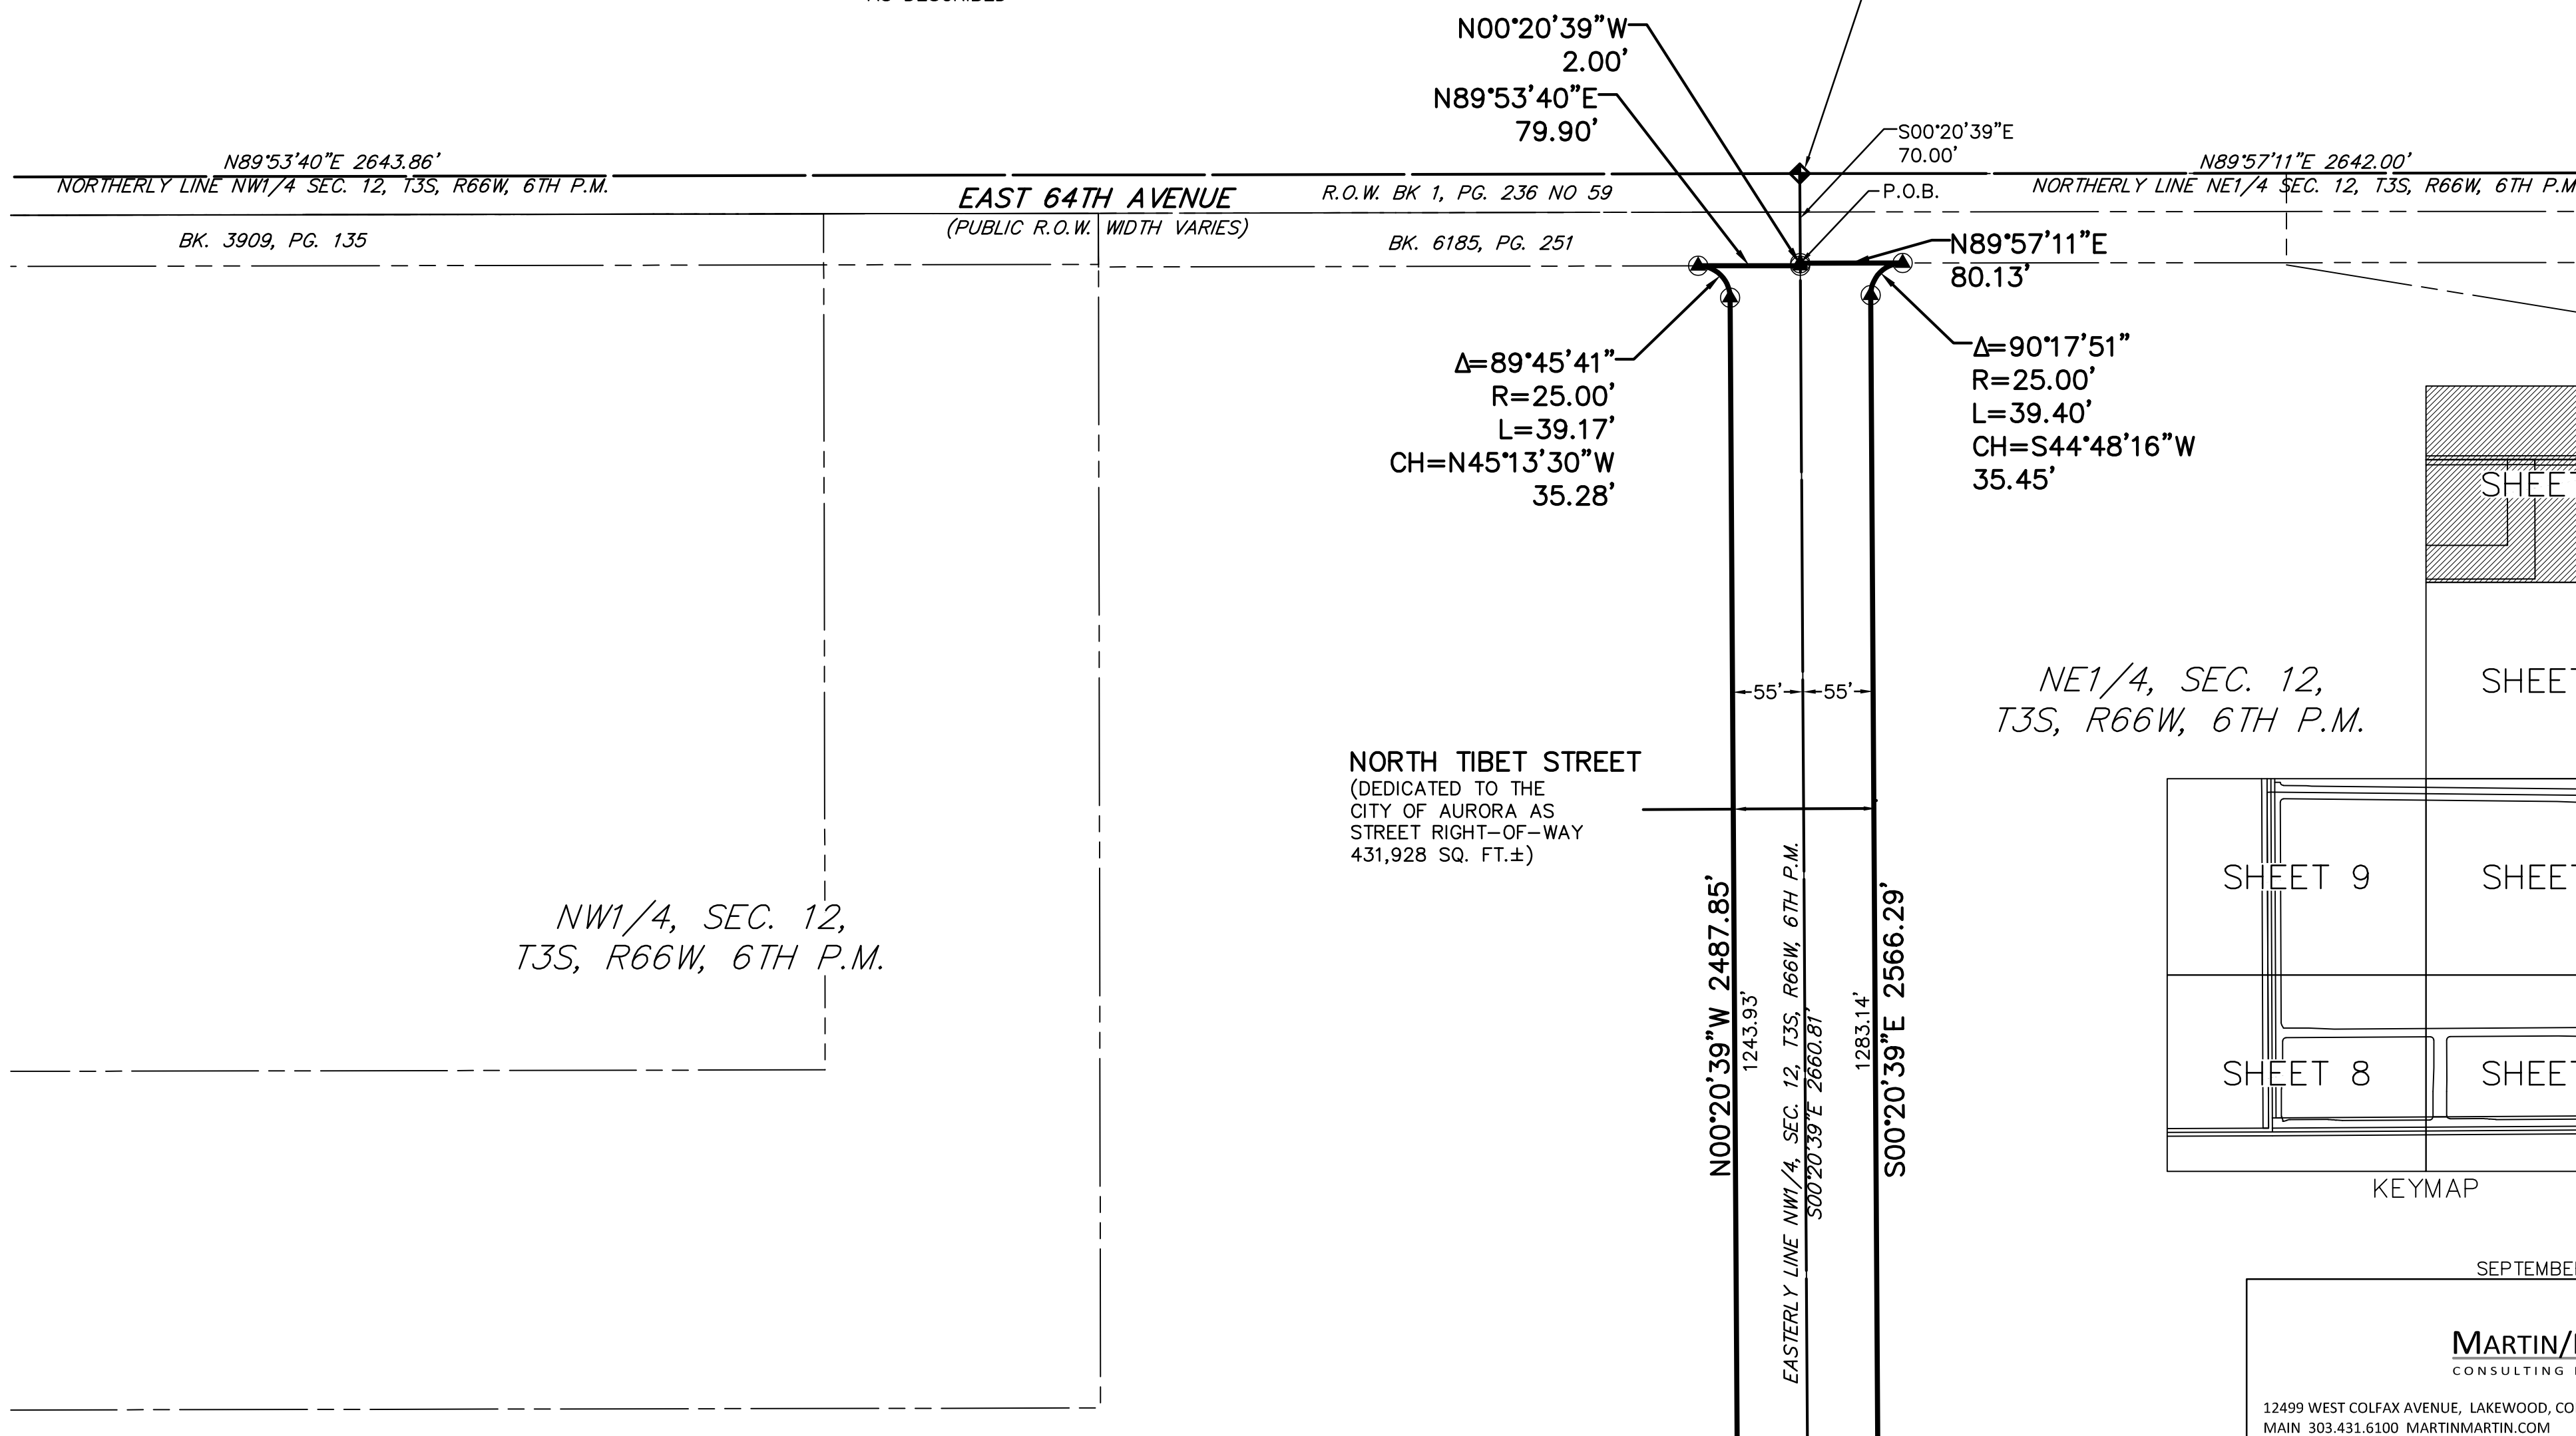 N00°20'39"W
2.00'
N89°53'40"E
79.90'
S00°20'39"E
70.00'
P.O.B.
N89°53'40"E 2643.86'
NORTHERLY LINE NW1/4 SEC. 12, T3S, R66W, 6TH P.M.
EAST 64TH AVENUE
(PUBLIC R.O.W. WIDTH VARIES)
R.O.W. BK 1, PG. 236 NO 59
N89°57'11"E 2642.00'
NORTHERLY LINE NE1/4 SEC. 12, T3S, R66W, 6TH P.M
BK. 3909, PG. 135
BK. 6185, PG. 251
N89°57'11"E
80.13'
Δ=89°45'41"
R=25.00'
L=39.17'
CH=N45°13'30"W
35.28'
Δ=90°17'51"
R=25.00'
L=39.40'
CH=S44°48'16"W
35.45'
55'
55'
NE1/4, SEC. 12,
T3S, R66W, 6TH P.M.
NORTH TIBET STREET
(DEDICATED TO THE
CITY OF AURORA AS
STREET RIGHT-OF-WAY
431,928 SQ. FT.±)
NW1/4, SEC. 12,
T3S, R66W, 6TH P.M.
N00°20'39"W 2487.85'
1243.93'
EASTERLY LINE NW1/4, SEC. 12, T3S, R66W, 6TH P.M.
S00°20'39"E 2660.81'
1283.14'
S00°20'39"E 2566.29'
SHEET
SHEET
SHEET 9
SHEET
SHEET 8
SHEET
KEYMAP
SEPTEMBE
MARTIN/
CONSULTING
12499 WEST COLFAX AVENUE, LAKEWOOD, CO
MAIN 303.431.6100 MARTINMARTIN.COM